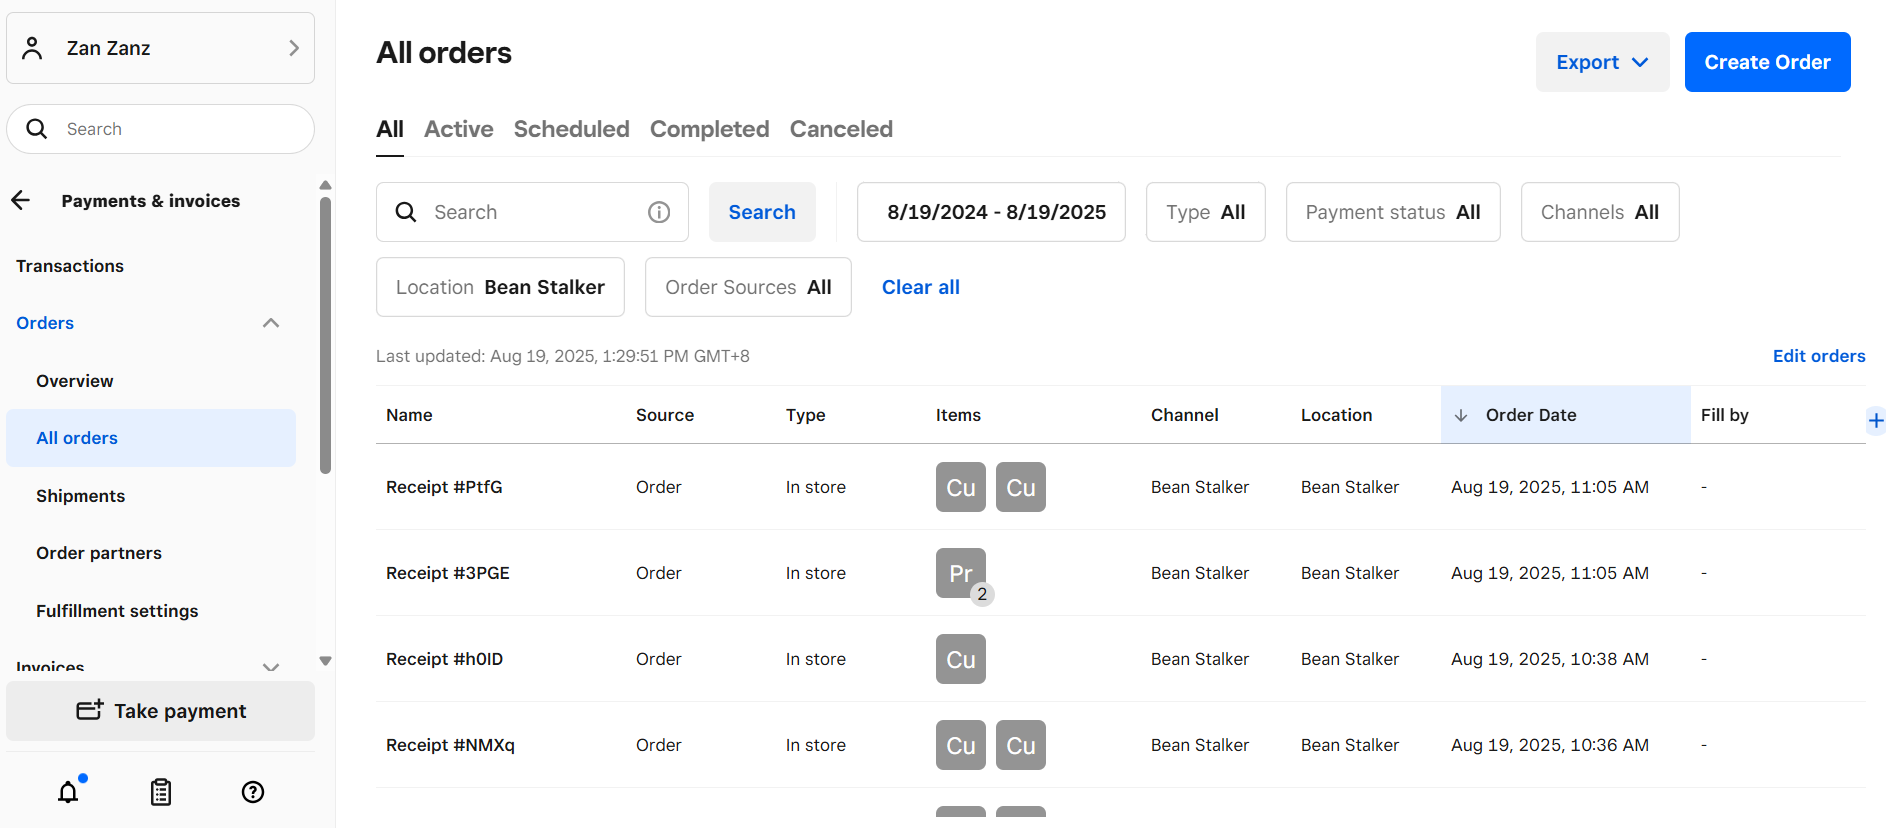 Zan Zanz
Search
Payments & invoices
Transactions
Orders
Overview
All orders
Shipments
Order partners
Fulfillment settings
Invoices
Take payment
All orders
Export
Create Order
All Active Scheduled Completed Canceled
Search
Search
8/19/2024 - 8/19/2025
Type All
Payment status All
Channels All
Location Bean Stalker
Order Sources All
Clear all
Last updated: Aug 19, 2025, 1:29:51 PM GMT+8
Edit orders
Name Source Type Items Channel Location Order Date Fill by
Receipt #PtfG Order In store Cu Cu Bean Stalker Bean Stalker Aug 19, 2025, 11:05 AM -
Receipt #3PGE Order In store Pr 2 Bean Stalker Bean Stalker Aug 19, 2025, 11:05 AM -
Receipt #h0ID Order In store Cu Bean Stalker Bean Stalker Aug 19, 2025, 10:38 AM -
Receipt #NMXq Order In store Cu Cu Bean Stalker Bean Stalker Aug 19, 2025, 10:36 AM -